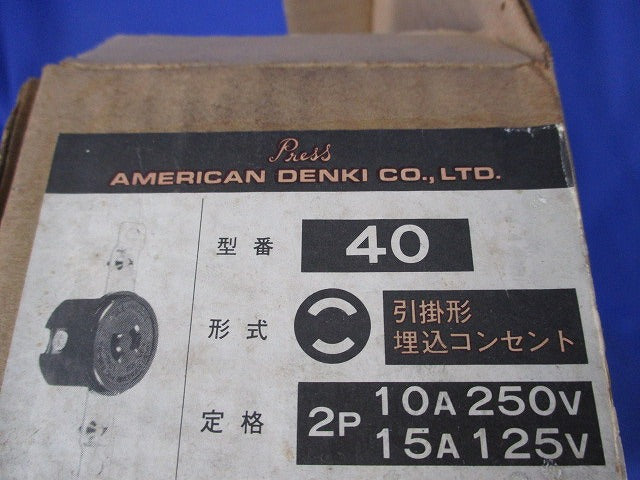 Press
AMERICAN DENKI CO., LTD.
型番 40
形式 引掛形
埋込コンセント
定格 2P 10A 250V
15A 125V